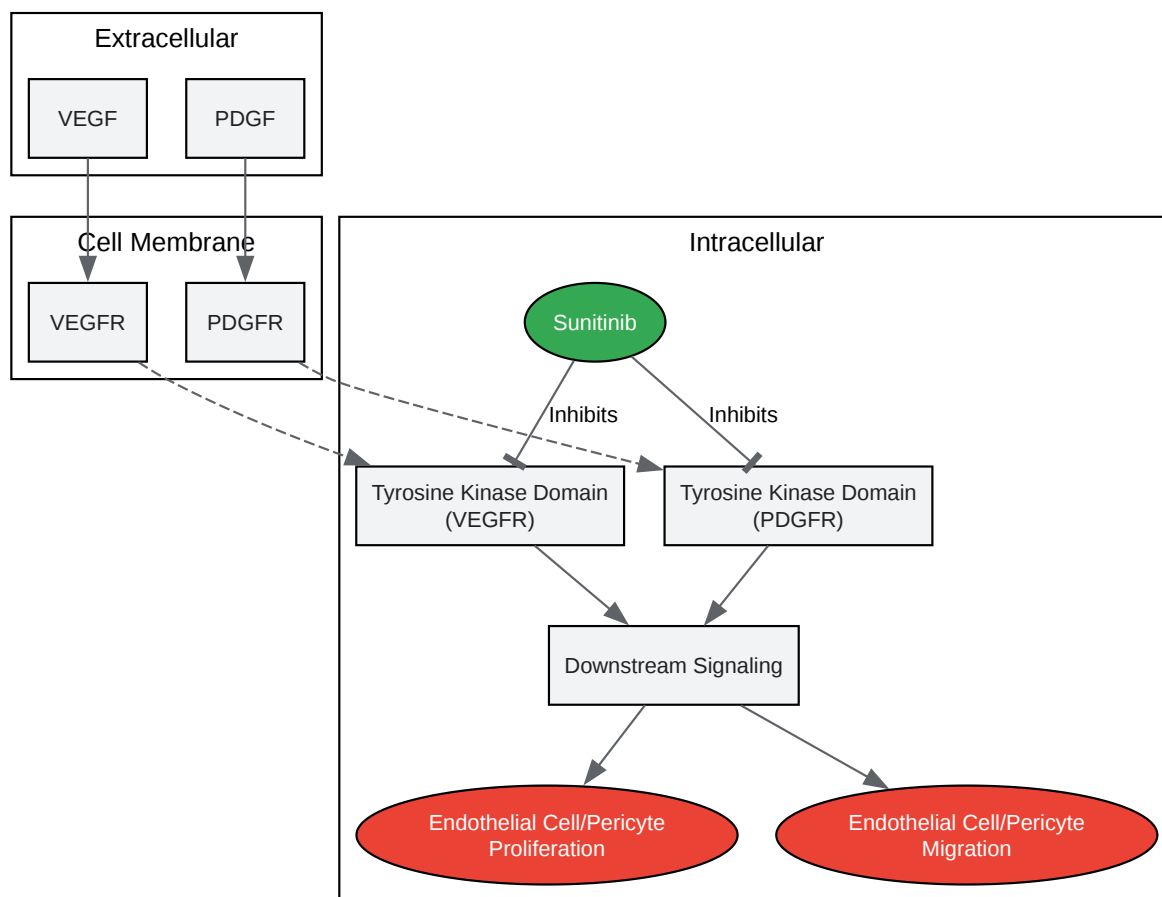 Extracellular
VEGF
PDGF
Cell Membrane
Intracellular
VEGFR
PDGFR
Sunitinib
Inhibits
Inhibits
Tyrosine Kinase Domain
(VEGFR)
Tyrosine Kinase Domain
(PDGFR)
Downstream Signaling
Endothelial Cell/Pericyte
Proliferation
Endothelial Cell/Pericyte
Migration